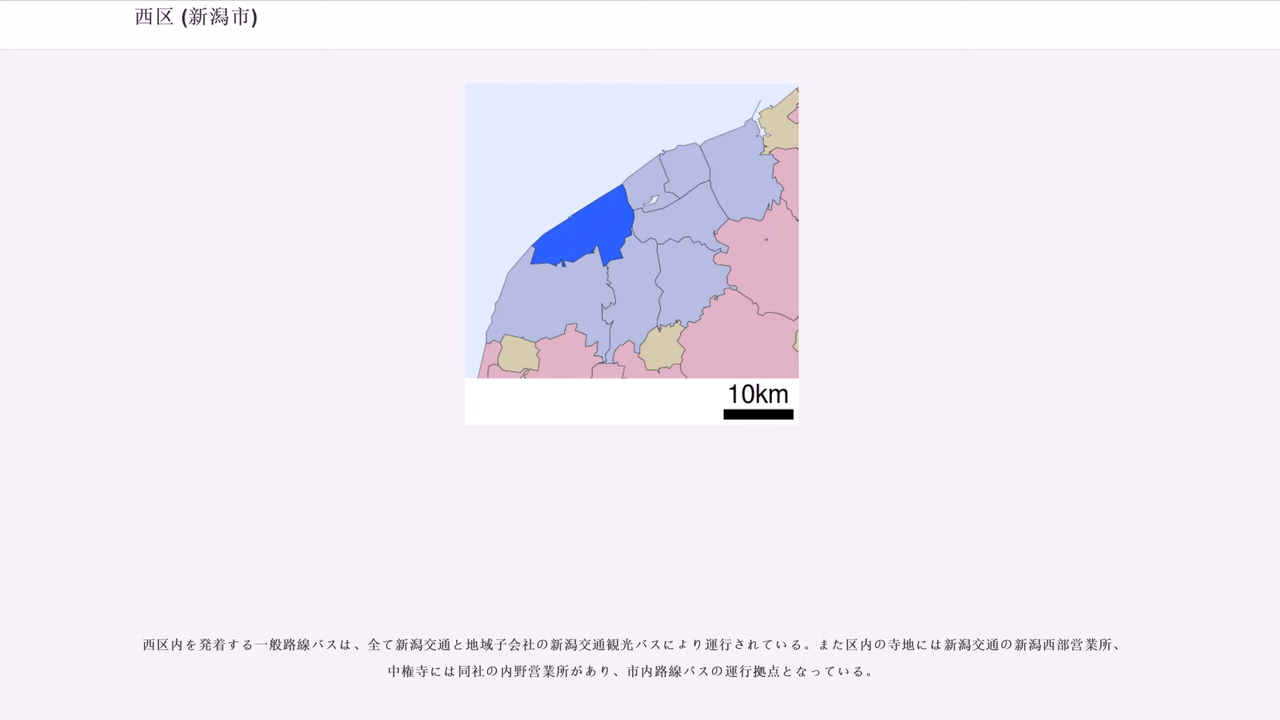 西区 (新潟市)
10km
西区内を発着する一般路線バスは、全て新潟交通と地域子会社の新潟交通観光バスにより運行されている。また区内の寺地には新潟交通の新潟西部営業所、
中権寺には同社の内野営業所があり、市内路線バスの運行拠点となっている。